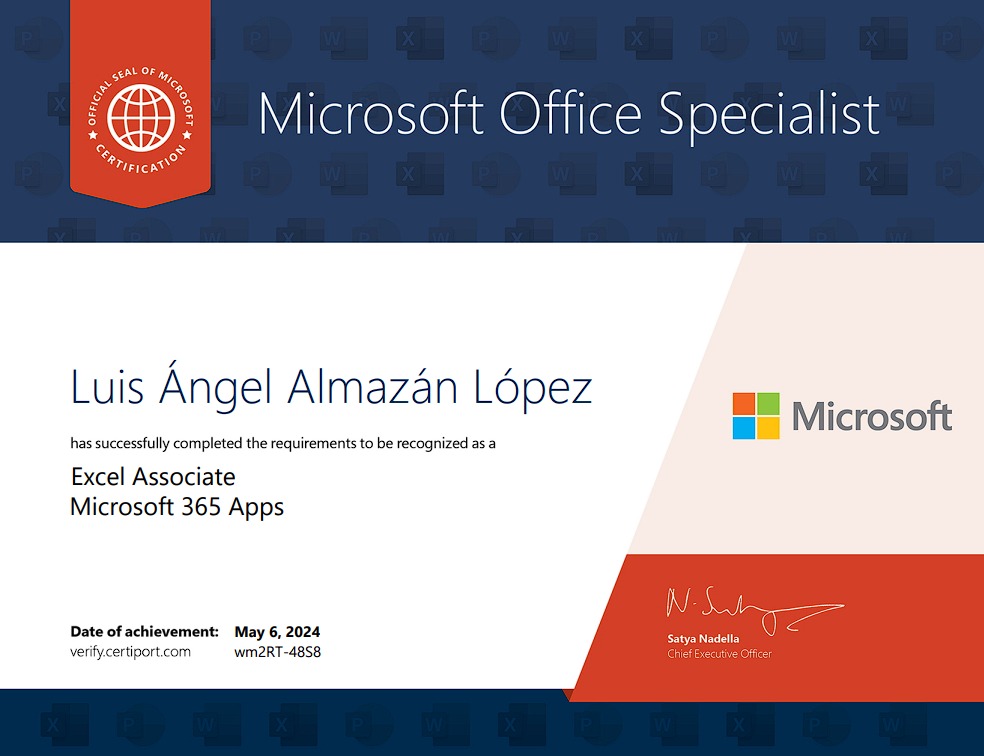 OFFICIAL SEAL OF MICROSOFT
CERTIFICATION
Microsoft Office Specialist
Luis Ángel Almazán López
has successfully completed the requirements to be recognized as a
Excel Associate
Microsoft 365 Apps
Microsoft
Date of achievement: May 6, 2024
verify.certiport.com wm2RT-48S8
Satya Nadella
Chief Executive Officer